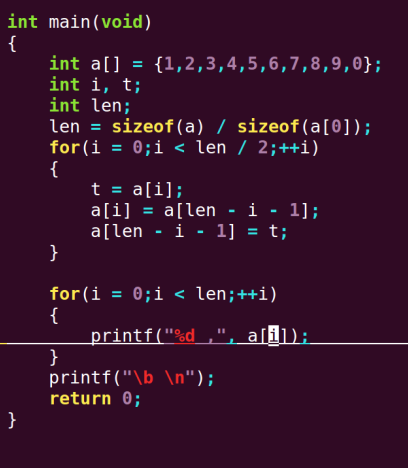 int main(void)
{
    int a[] = {1,2,3,4,5,6,7,8,9,0};
    int i, t;
    int len;
    len = sizeof(a) / sizeof(a[0]);
    for(i = 0;i < len / 2;++i)
    {
        t = a[i];
        a[i] = a[len - i - 1];
        a[len - i - 1] = t;
    }

    for(i = 0;i < len;++i)
    {
        printf("%d ,", a[i]);
    }
    printf("\b \n");
    return 0;
}